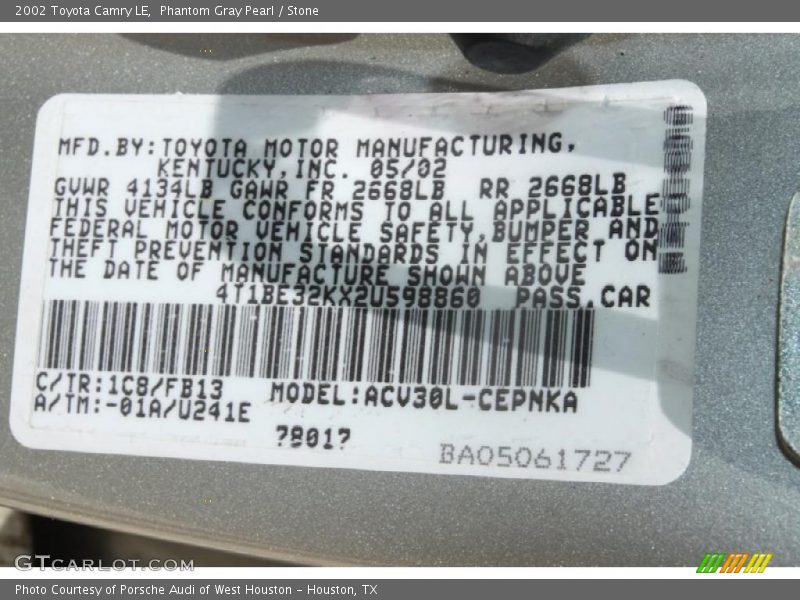 2002 Toyota Camry LE, Phantom Gray Pearl / Stone
MFD.BY:TOYOTA MOTOR MANUFACTURING,
KENTUCKY,INC. 05/02
GVWR 4134LB GAWR FR 2668LB RR 2668LB
THIS VEHICLE CONFORMS TO ALL APPLICABLE
FEDERAL MOTOR VEHICLE SAFETY,BUMPER AND
THEFT PREVENTION STANDARDS IN EFFECT ON
THE DATE OF MANUFACTURE SHOWN ABOVE
4T1BE32KX2U598860 PASS.CAR
C/TR:1C8/FB13 MODEL:ACV30L-CEPNKA
A/TM:-01A/U241E
?801?
BA05061727
GTCARLOT.COM
Photo Courtesy of Porsche Audi of West Houston - Houston, TX